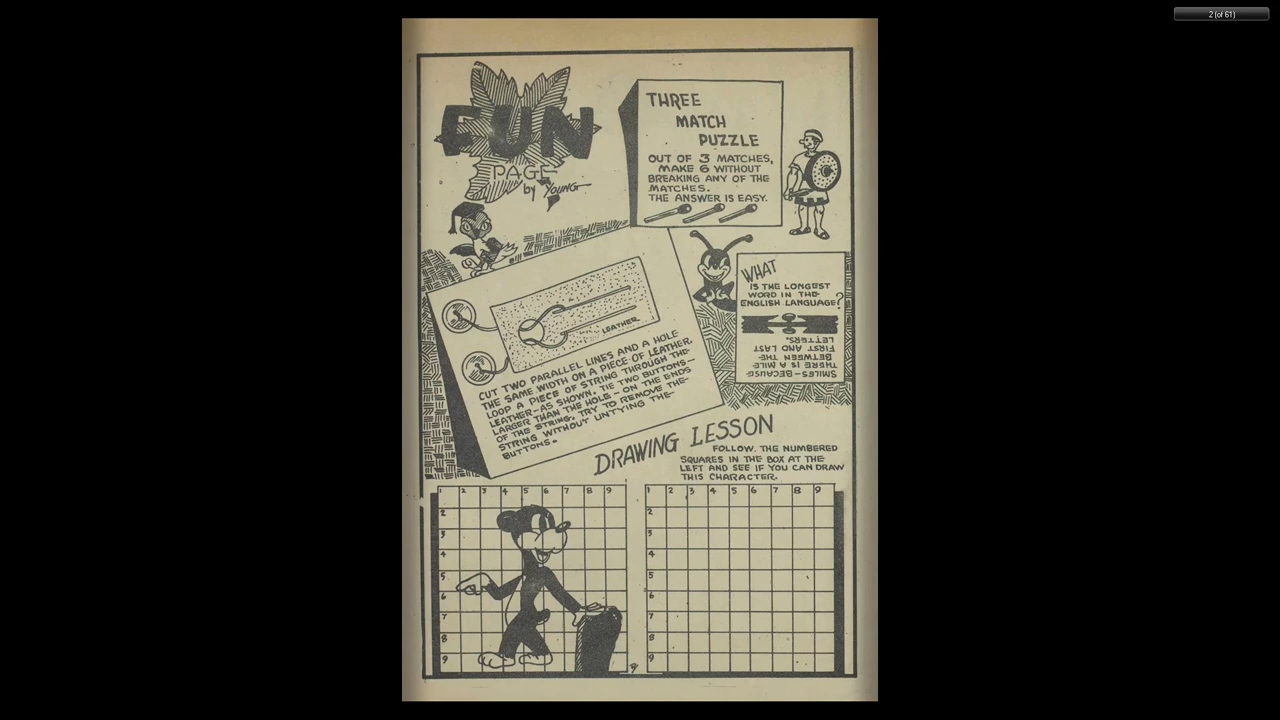 2 (of 61)
FUN
PAGE
by YOUNG
THREE
MATCH
PUZZLE
OUT OF 3 MATCHES,
MAKE 6 WITHOUT
BREAKING ANY OF THE
MATCHES.
THE ANSWER IS EASY.
WHAT
IS THE LONGEST
WORD IN THE
ENGLISH LANGUAGE?
SMILES-BECAUSE
THERE IS A MILE
BETWEEN THE
FIRST AND LAST
LETTERS.
LEATHER
CUT TWO PARALLEL LINES AND A HOLE
THE SAME WIDTH ON A PIECE OF LEATHER.
LOOP A PIECE OF STRING THROUGH THE
LEATHER-AS SHOWN. TIE TWO BUTTONS-
LARGER THAN THE HOLE-ON THE ENDS
OF THE STRING. TRY TO REMOVE THE
STRING WITHOUT UNTYING THE
BUTTONS.
DRAWING LESSON
FOLLOW THE NUMBERED
SQUARES IN THE BOX AT THE
LEFT AND SEE IF YOU CAN DRAW
THIS CHARACTER.
1 2 3 4 5 6 7 8 9
2
3
4
5
6
7
8
9
1 2 3 4 5 6 7 8 9
2
3
4
5
6
7
8
9